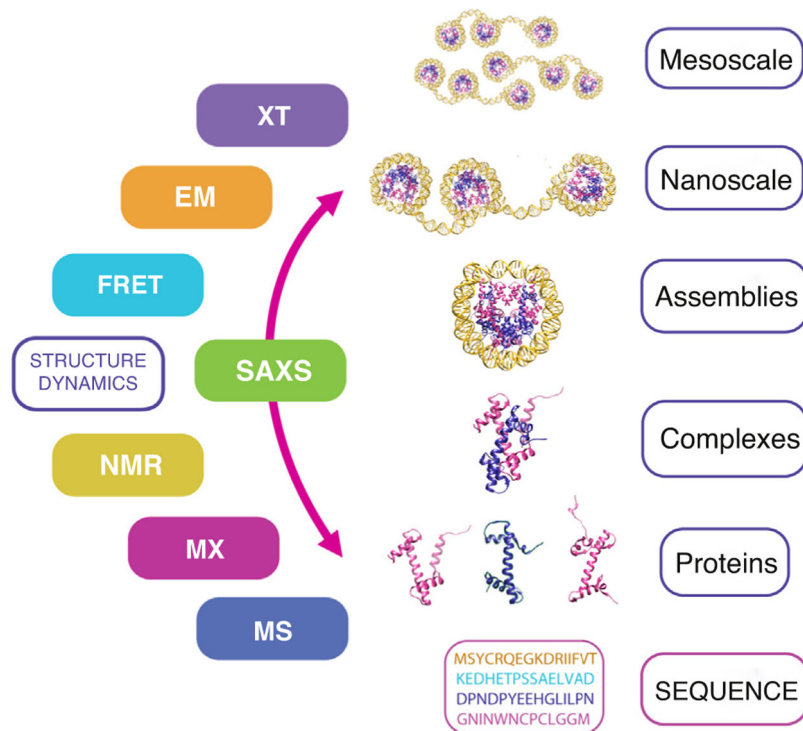 XT
EM
FRET
STRUCTURE
DYNAMICS
SAXS
NMR
MX
MS
Mesoscale
Nanoscale
Assemblies
Complexes
Proteins
MSYCRQEGKDRIIFVT
KEDHETPSSAELVAD
DPNDPYEEHGLILPN
GNINWNCPCLGGM
SEQUENCE